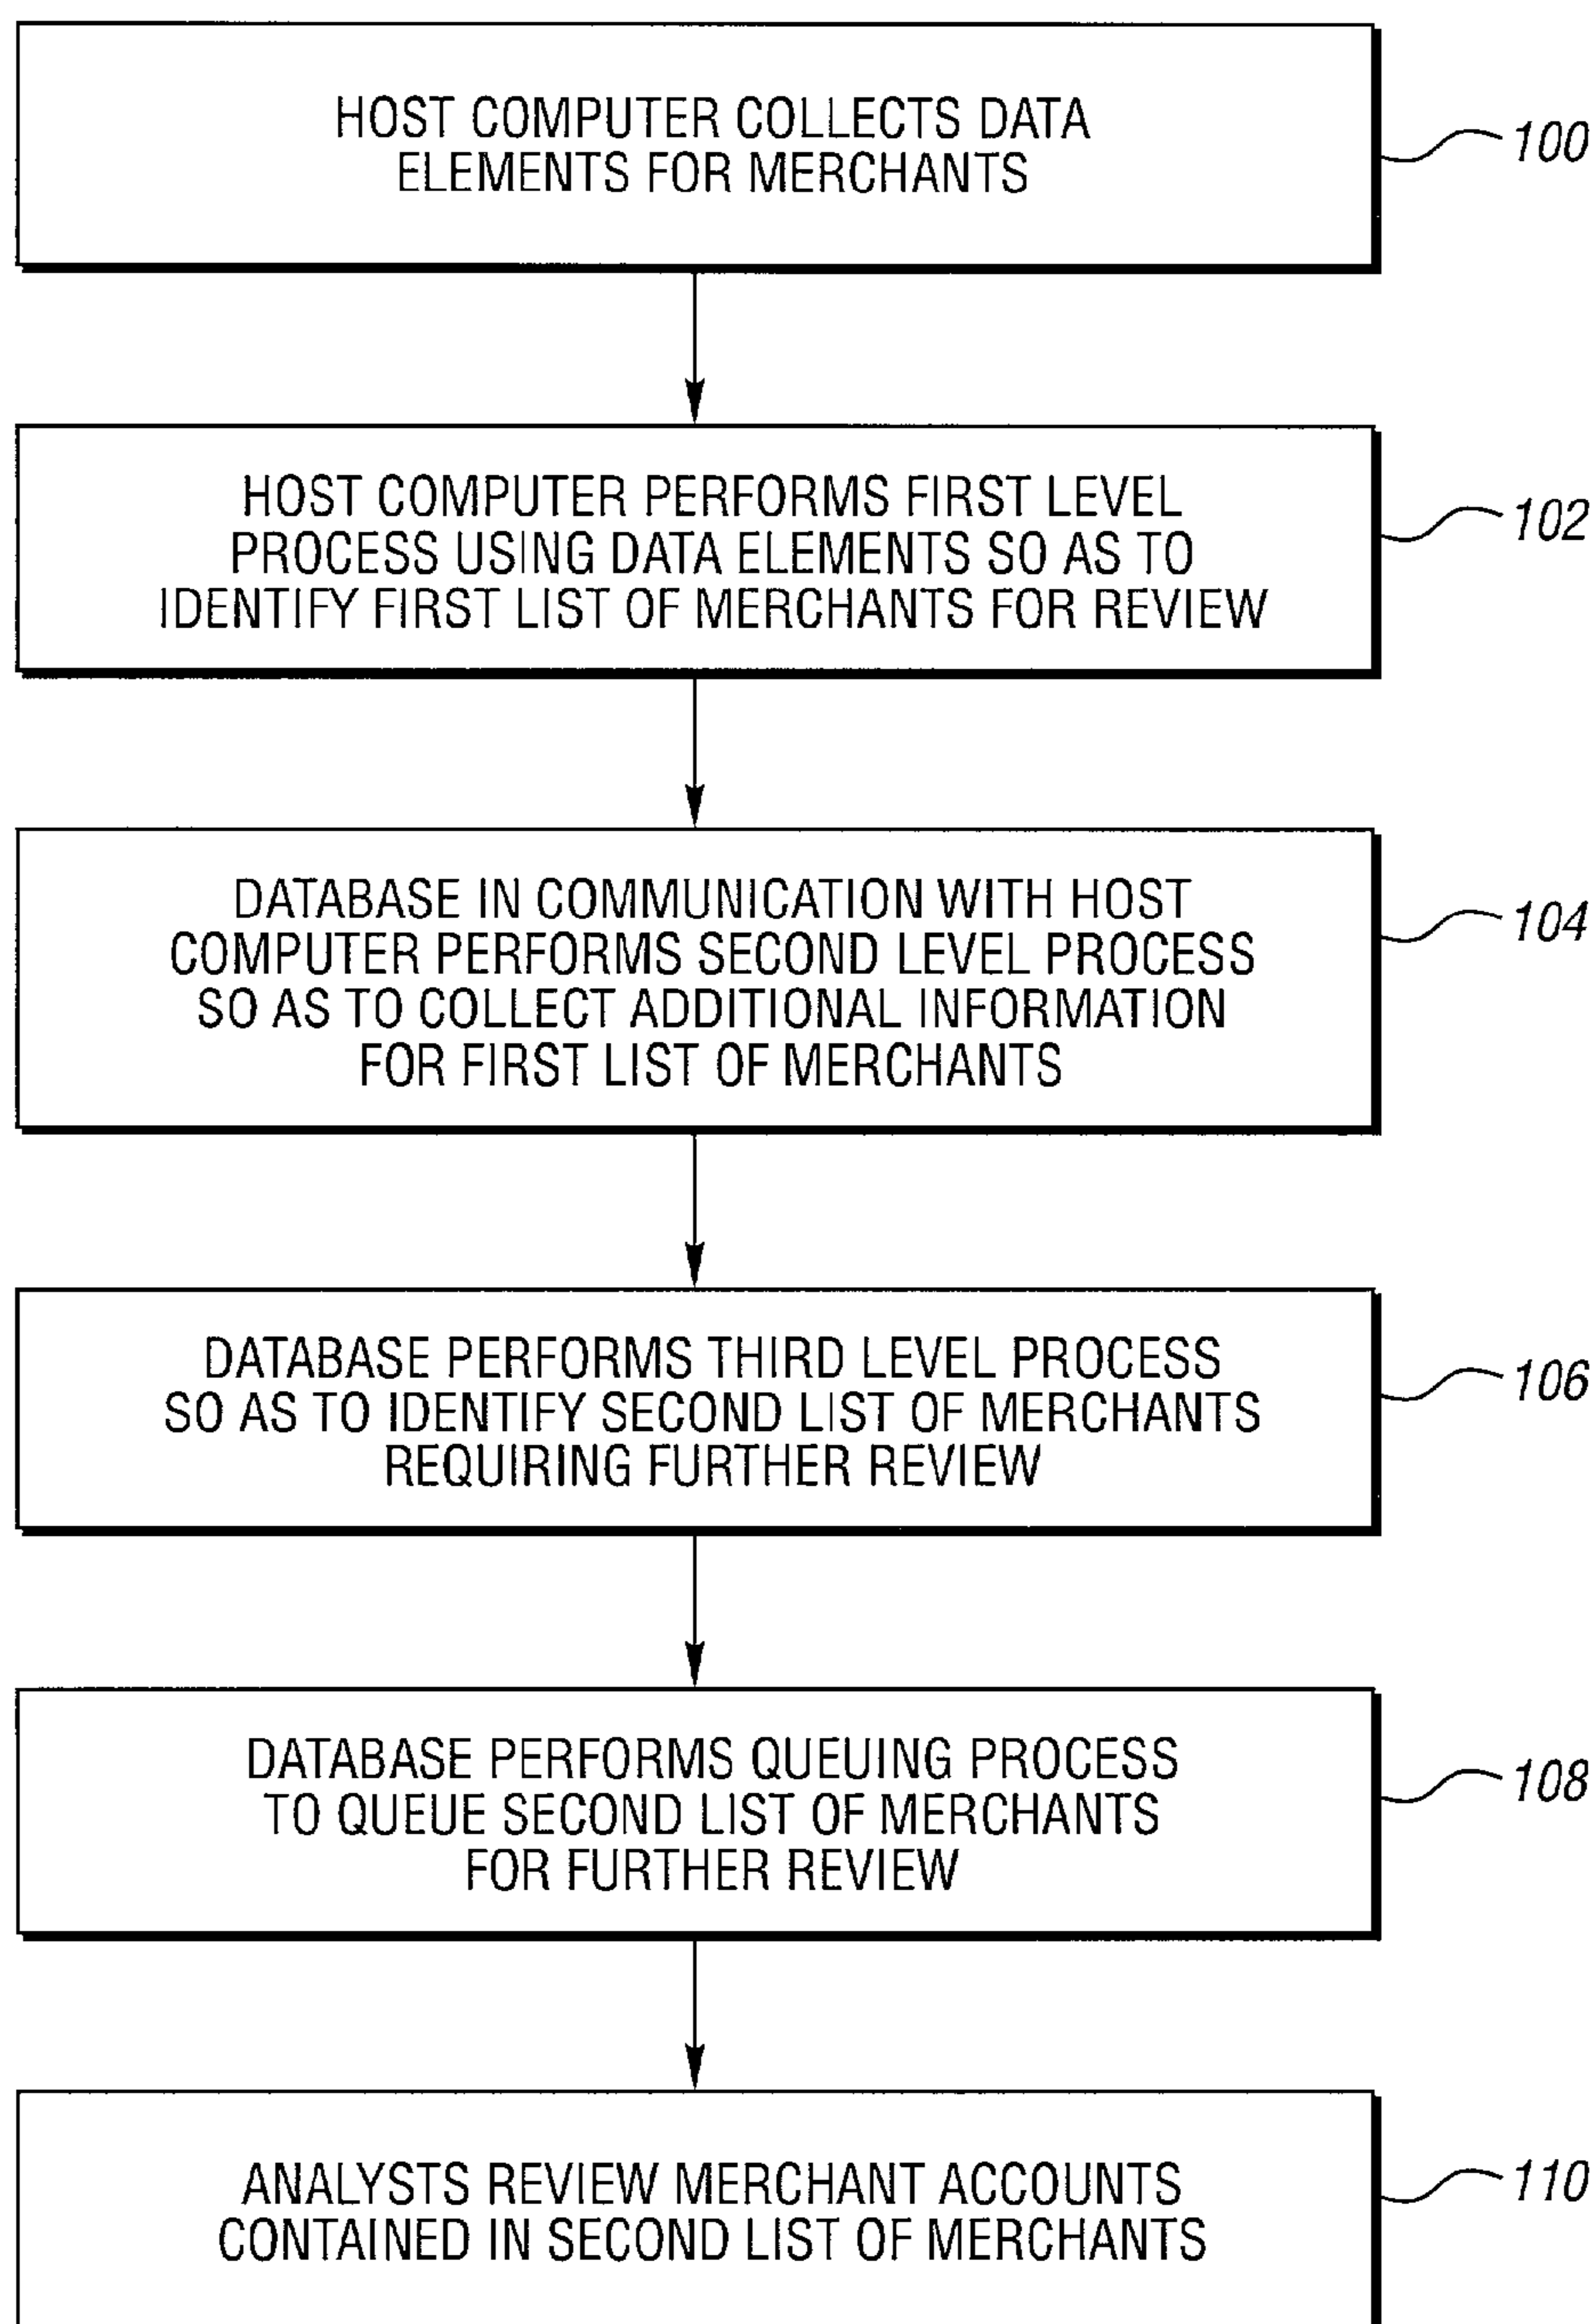 HOST COMPUTER COLLECTS DATA
ELEMENTS FOR MERCHANTS
100
HOST COMPUTER PERFORMS FIRST LEVEL
PROCESS USING DATA ELEMENTS SO AS TO
IDENTIFY FIRST LIST OF MERCHANTS FOR REVIEW
102
DATABASE IN COMMUNICATION WITH HOST
COMPUTER PERFORMS SECOND LEVEL PROCESS
SO AS TO COLLECT ADDITIONAL INFORMATION
FOR FIRST LIST OF MERCHANTS
104
DATABASE PERFORMS THIRD LEVEL PROCESS
SO AS TO IDENTIFY SECOND LIST OF MERCHANTS
REQUIRING FURTHER REVIEW
106
DATABASE PERFORMS QUEUING PROCESS
TO QUEUE SECOND LIST OF MERCHANTS
FOR FURTHER REVIEW
108
ANALYSTS REVIEW MERCHANT ACCOUNTS
CONTAINED IN SECOND LIST OF MERCHANTS
110